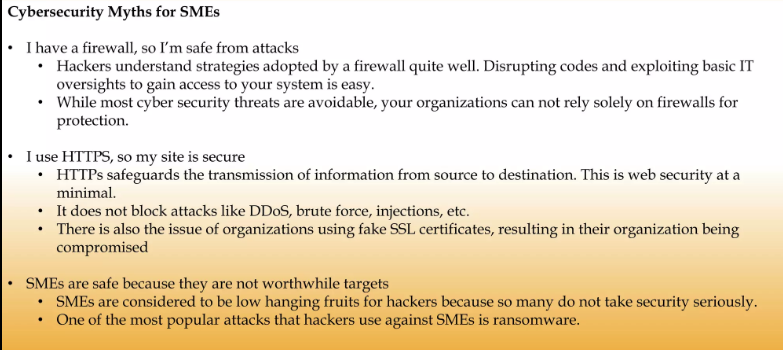 Cybersecurity Myths for SMEs
• I have a firewall, so I'm safe from attacks
• Hackers understand strategies adopted by a firewall quite well. Disrupting codes and exploiting basic IT
oversights to gain access to your system is easy.
• While most cyber security threats are avoidable, your organizations can not rely solely on firewalls for
protection.
• I use HTTPS, so my site is secure
• HTTPs safeguards the transmission of information from source to destination. This is web security at a
minimal.
• It does not block attacks like DDoS, brute force, injections, etc.
• There is also the issue of organizations using fake SSL certificates, resulting in their organization being
compromised
• SMEs are safe because they are not worthwhile targets
• SMEs are considered to be low hanging fruits for hackers because so many do not take security seriously.
• One of the most popular attacks that hackers use against SMEs is ransomware.